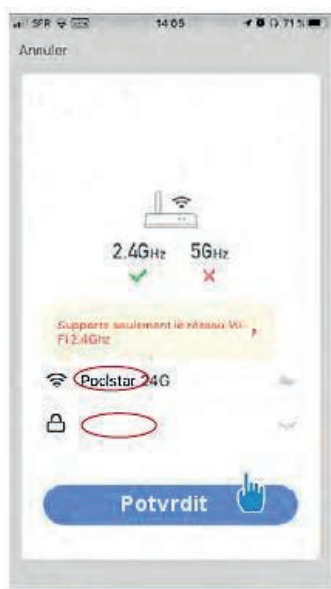 SFR VPN 14:05 71 %
Annuler
2.4GHz 5GHz
Supporte seulement le réseau Wi-
Fi 2.4Ghz
Poolstar 24G
Potvrdit